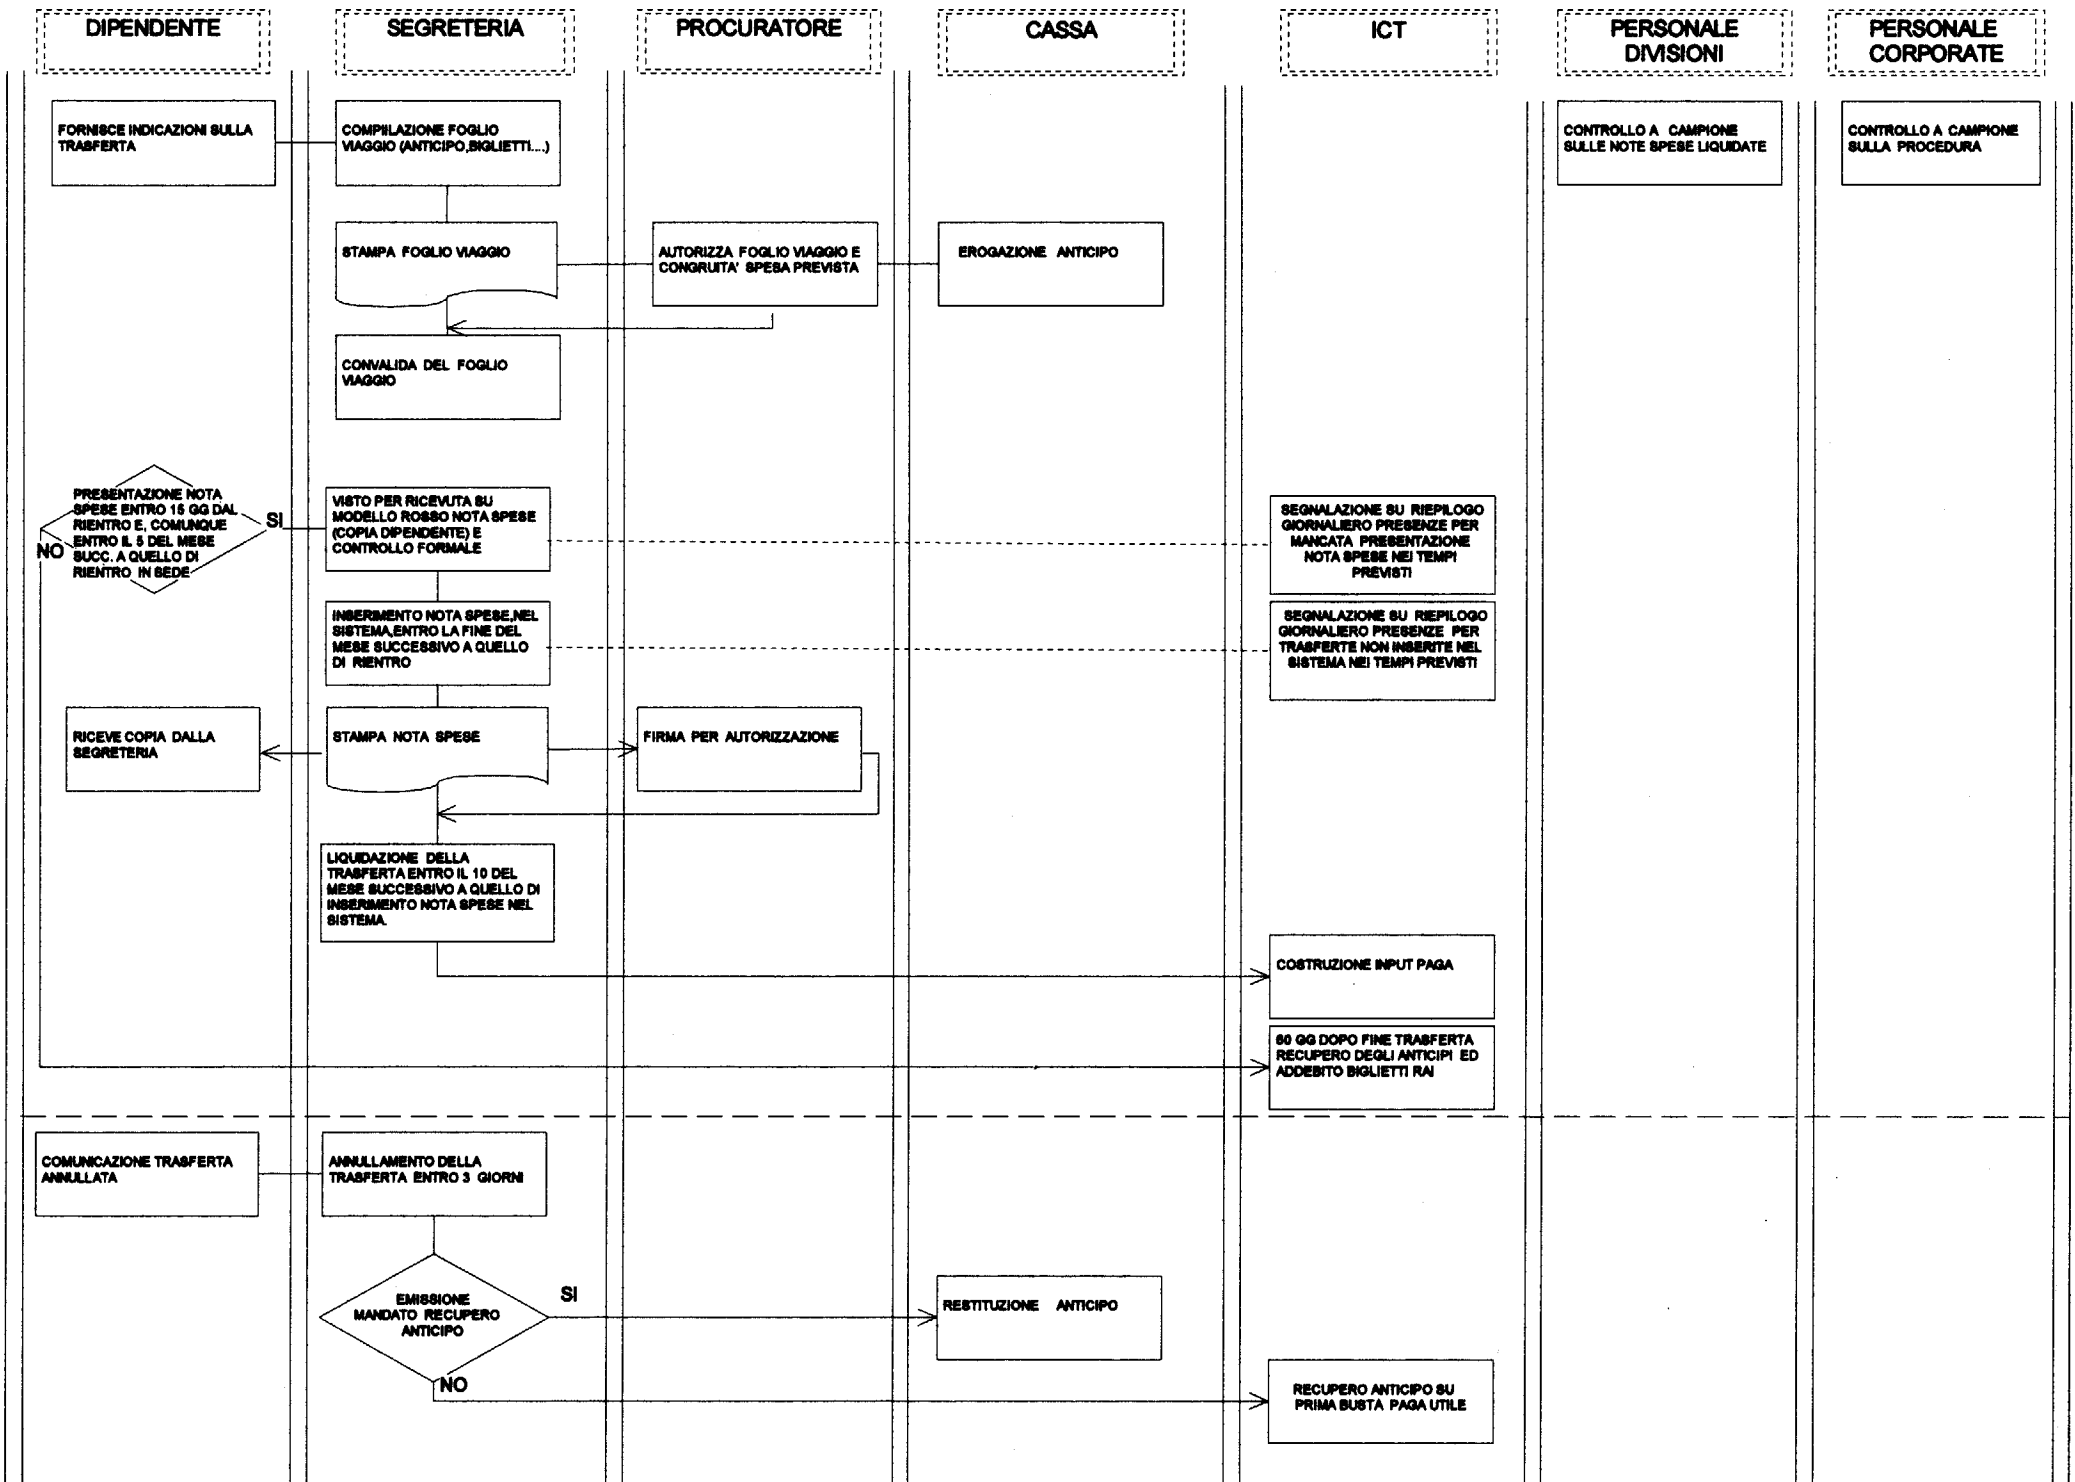 DIPENDENTE
SEGRETERIA
PROCURATORE
CASSA
ICT
PERSONALE
DIVISIONI
PERSONALE
CORPORATE
FORNISCE INDICAZIONI SULLA
TRASFERTA
COMPIILAZIONE FOGLIO
VIAGGIO (ANTICIPO,BIGLIETTI....)
CONTROLLO A CAMPIONE
SULLE NOTE SPESE LIQUIDATE
CONTROLLO A CAMPIONE
SULLA PROCEDURA
STAMPA FOGLIO VIAGGIO
AUTORIZZA FOGLIO VIAGGIO E
CONGRUITA' SPESA PREVISTA
EROGAZIONE ANTICIPO
CONVALIDA DEL FOGLIO
VIAGGIO
PRESENTAZIONE NOTA
SPESE ENTRO 15 GG DAL
RIENTRO E, COMUNQUE
ENTRO IL 5 DEL MESE
SUCC. A QUELLO DI
RIENTRO IN SEDE
SI
NO
VISTO PER RICEVUTA SU
MODELLO ROSSO NOTA SPESE
(COPIA DIPENDENTE) E
CONTROLLO FORMALE
SEGNALAZIONE SU RIEPILOGO
GIORNALIERO PRESENZE PER
MANCATA PRESENTAZIONE
NOTA SPESE NEI TEMPI
PREVISTI
INSERIMENTO NOTA SPESE,NEL
SISTEMA,ENTRO LA FINE DEL
MESE SUCCESSIVO A QUELLO
DI RIENTRO
SEGNALAZIONE SU RIEPILOGO
GIORNALIERO PRESENZE PER
TRASFERTE NON INSERITE NEL
SISTEMA NEI TEMPI PREVISTI
RICEVE COPIA DALLA
SEGRETERIA
STAMPA NOTA SPESE
FIRMA PER AUTORIZZAZIONE
LIQUIDAZIONE DELLA
TRASFERTA ENTRO IL 10 DEL
MESE SUCCESSIVO A QUELLO DI
INSERIMENTO NOTA SPESE NEL
SISTEMA.
COSTRUZIONE INPUT PAGA
60 GG DOPO FINE TRASFERTA
RECUPERO DEGLI ANTICIPI ED
ADDEBITO BIGLIETTI RAI
COMUNICAZIONE TRASFERTA
ANNULLATA
ANNULLAMENTO DELLA
TRASFERTA ENTRO 3 GIORNI
EMISSIONE
MANDATO RECUPERO
ANTICIPO
SI
NO
RESTITUZIONE ANTICIPO
RECUPERO ANTICIPO SU
PRIMA BUSTA PAGA UTILE